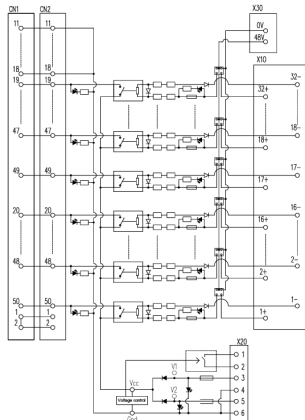 CN1 CN2 X30
0V
48V
11 11
X10
18 18
19 19 32- 32+
47 47 18- 18+
49 49 17- 17+
20 20 16- 16+
48 48 2- 2+
50 50 1- 1+
1 1
2 2
X20
1
2
V1 3
Vcc 4
Voltage control V2 5
Gnd 6